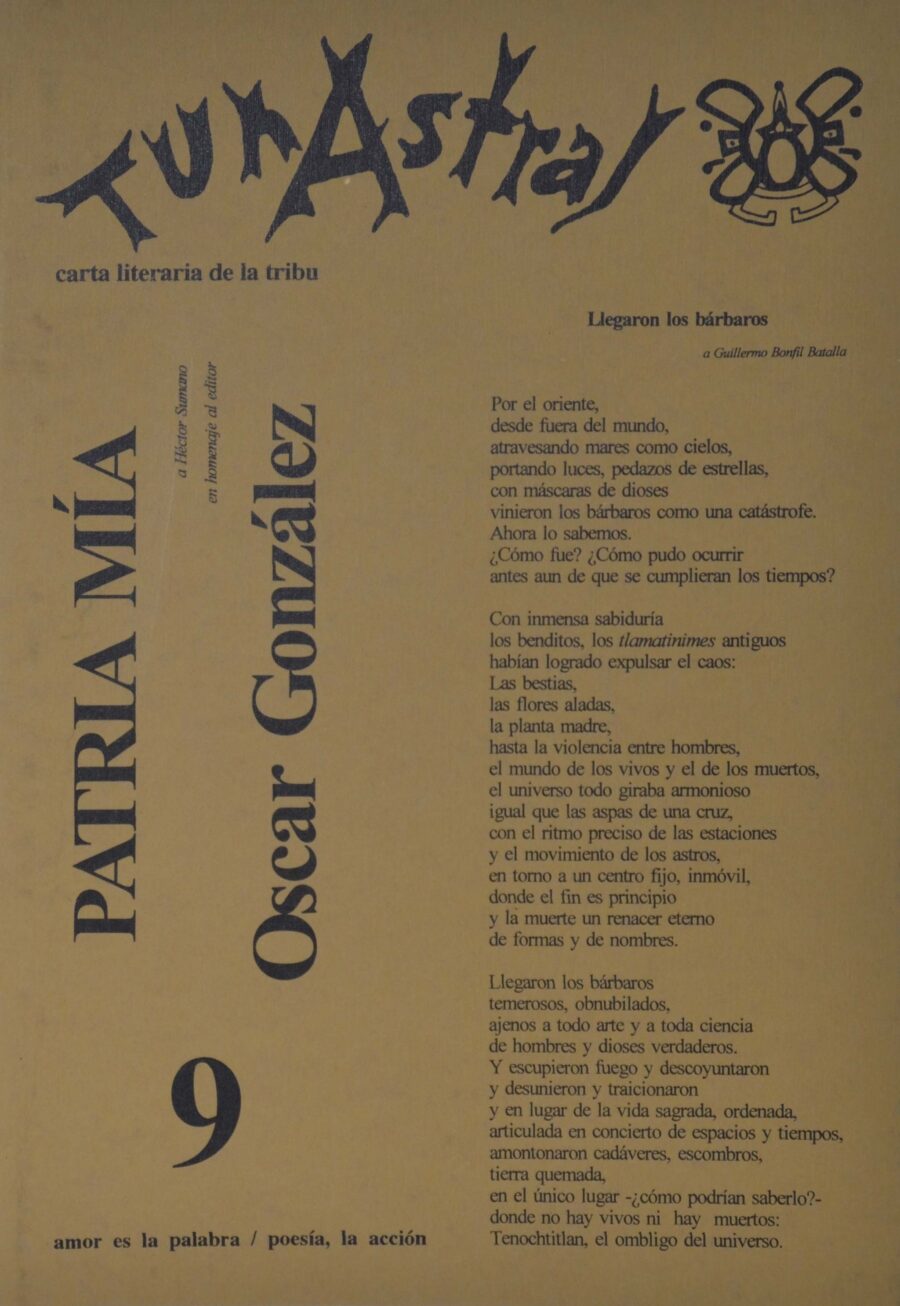 TunAstral
carta literaria de la tribu
PATRIA MÍA
a Héctor Sumano
en homenaje al editor
Oscar González
9
amor es la palabra / poesía, la acción
Llegaron los bárbaros
a Guillermo Bonfil Batalla
Por el oriente,
desde fuera del mundo,
atravesando mares como cielos,
portando luces, pedazos de estrellas,
con máscaras de dioses
vinieron los bárbaros como una catástrofe.
Ahora lo sabemos.
¿Cómo fue? ¿Cómo pudo ocurrir
antes aun de que se cumplieran los tiempos?
Con inmensa sabiduría
los benditos, los tlamatinimes antiguos
habían logrado expulsar el caos:
Las bestias,
las flores aladas,
la planta madre,
hasta la violencia entre hombres,
el mundo de los vivos y el de los muertos,
el universo todo giraba armonioso
igual que las aspas de una cruz,
con el ritmo preciso de las estaciones
y el movimiento de los astros,
en torno a un centro fijo, inmóvil,
donde el fin es principio
y la muerte un renacer eterno
de formas y de nombres.
Llegaron los bárbaros
temerosos, obnubilados,
ajenos a todo arte y a toda ciencia
de hombres y dioses verdaderos.
Y escupieron fuego y descoyuntaron
y desunieron y traicionaron
y en lugar de la vida sagrada, ordenada,
articulada en concierto de espacios y tiempos,
amontonaron cadáveres, escombros,
tierra quemada,
en el único lugar -¿cómo podrían saberlo?-
donde no hay vivos ni hay muertos:
Tenochtitlan, el ombligo del universo.